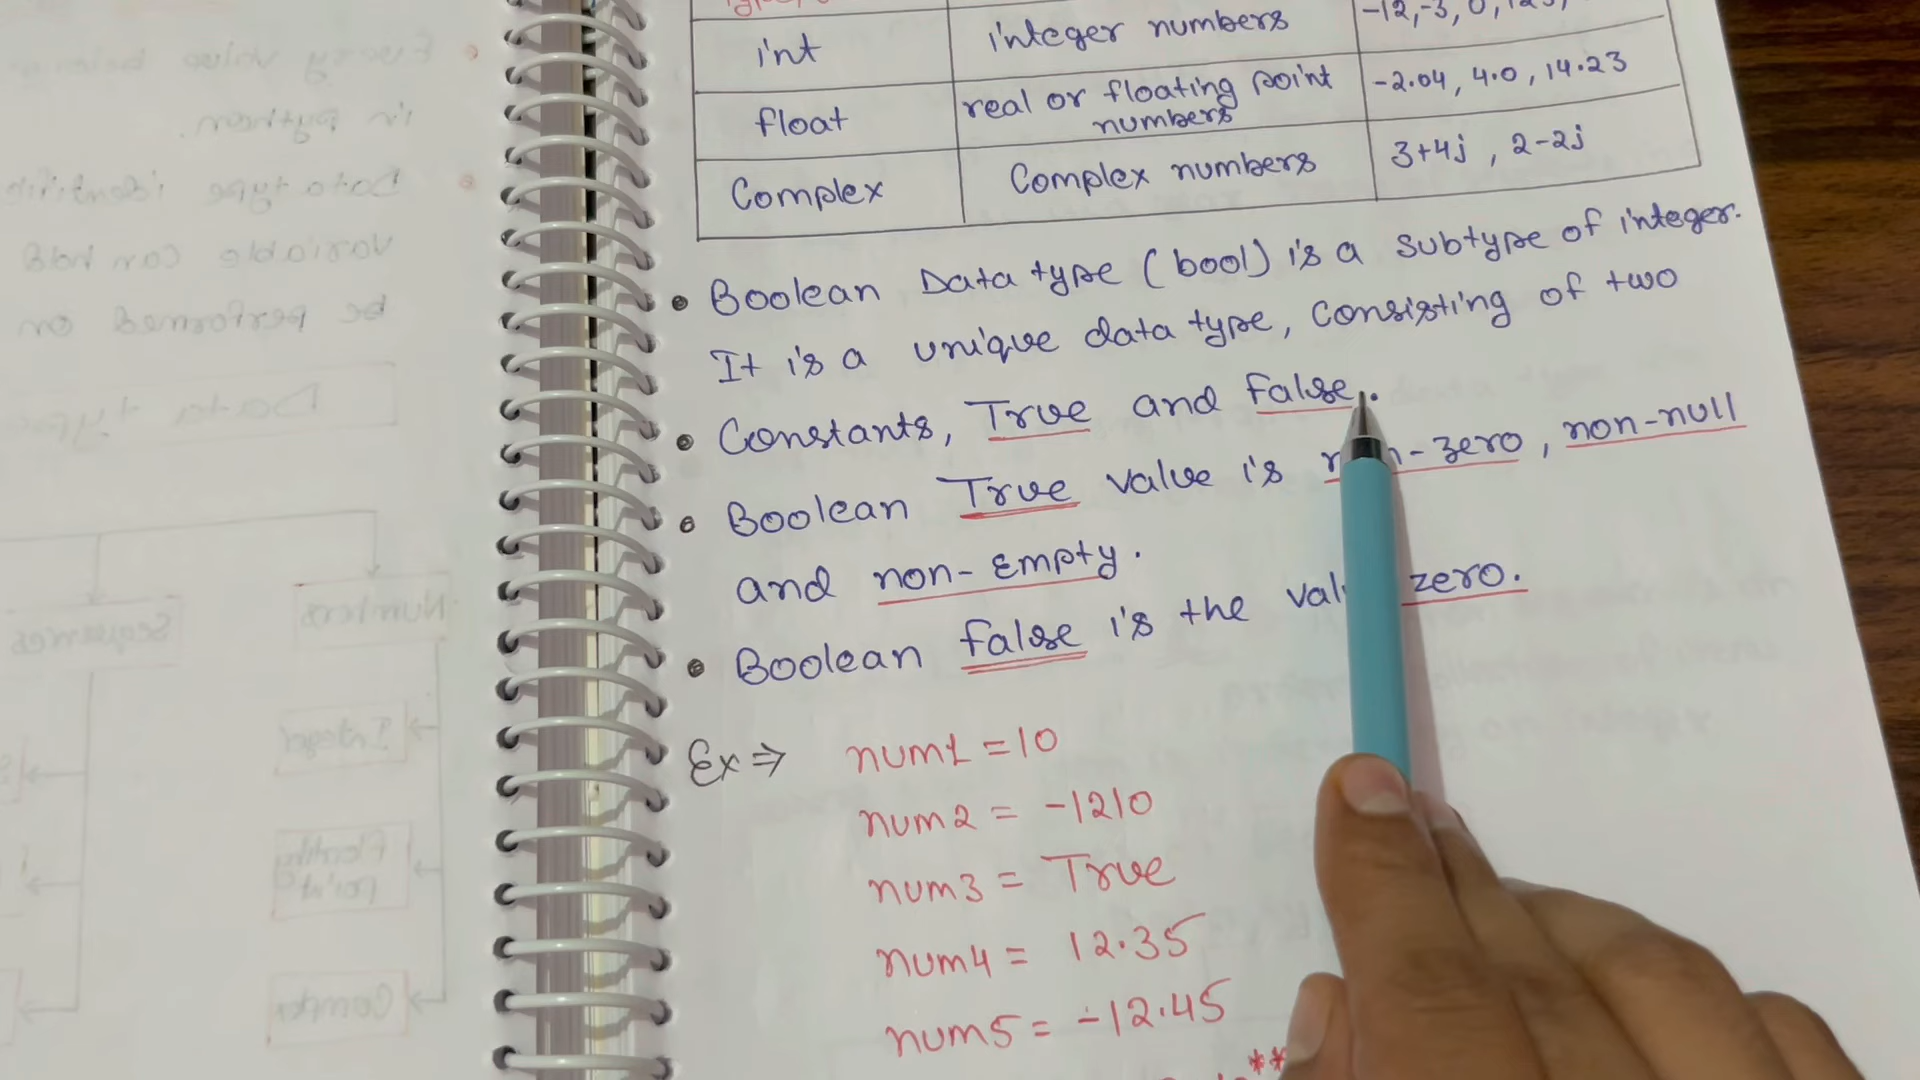 int integer numbers -12, -3, 0,
float real or floating point numbers -2.04, 4.0, 14.23
Complex Complex numbers 3+4j, 2-2j
• Boolean Data type (bool) is a subtype of integer.
It is a unique data type, consisting of two
• Constants, True and False.
• Boolean True value is non-zero, non-null
and non-Empty.
• Boolean false is the zero.
Ex ⇒ num1 = 10
num2 = -1210
num3 = True
num4 = 12.35
num5 = -12.45
**